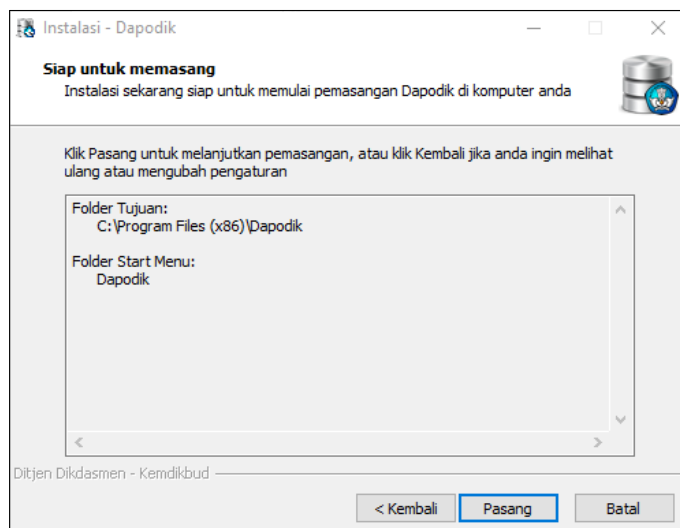 Instalasi - Dapodik
Siap untuk memasang
Instalasi sekarang siap untuk memulai pemasangan Dapodik di komputer anda
Klik Pasang untuk melanjutkan pemasangan, atau klik Kembali jika anda ingin melihat
ulang atau mengubah pengaturan
Folder Tujuan:
C:\Program Files (x86)\Dapodik
Folder Start Menu:
Dapodik
Ditjen Dikdasmen - Kemdikbud
< Kembali
Pasang
Batal